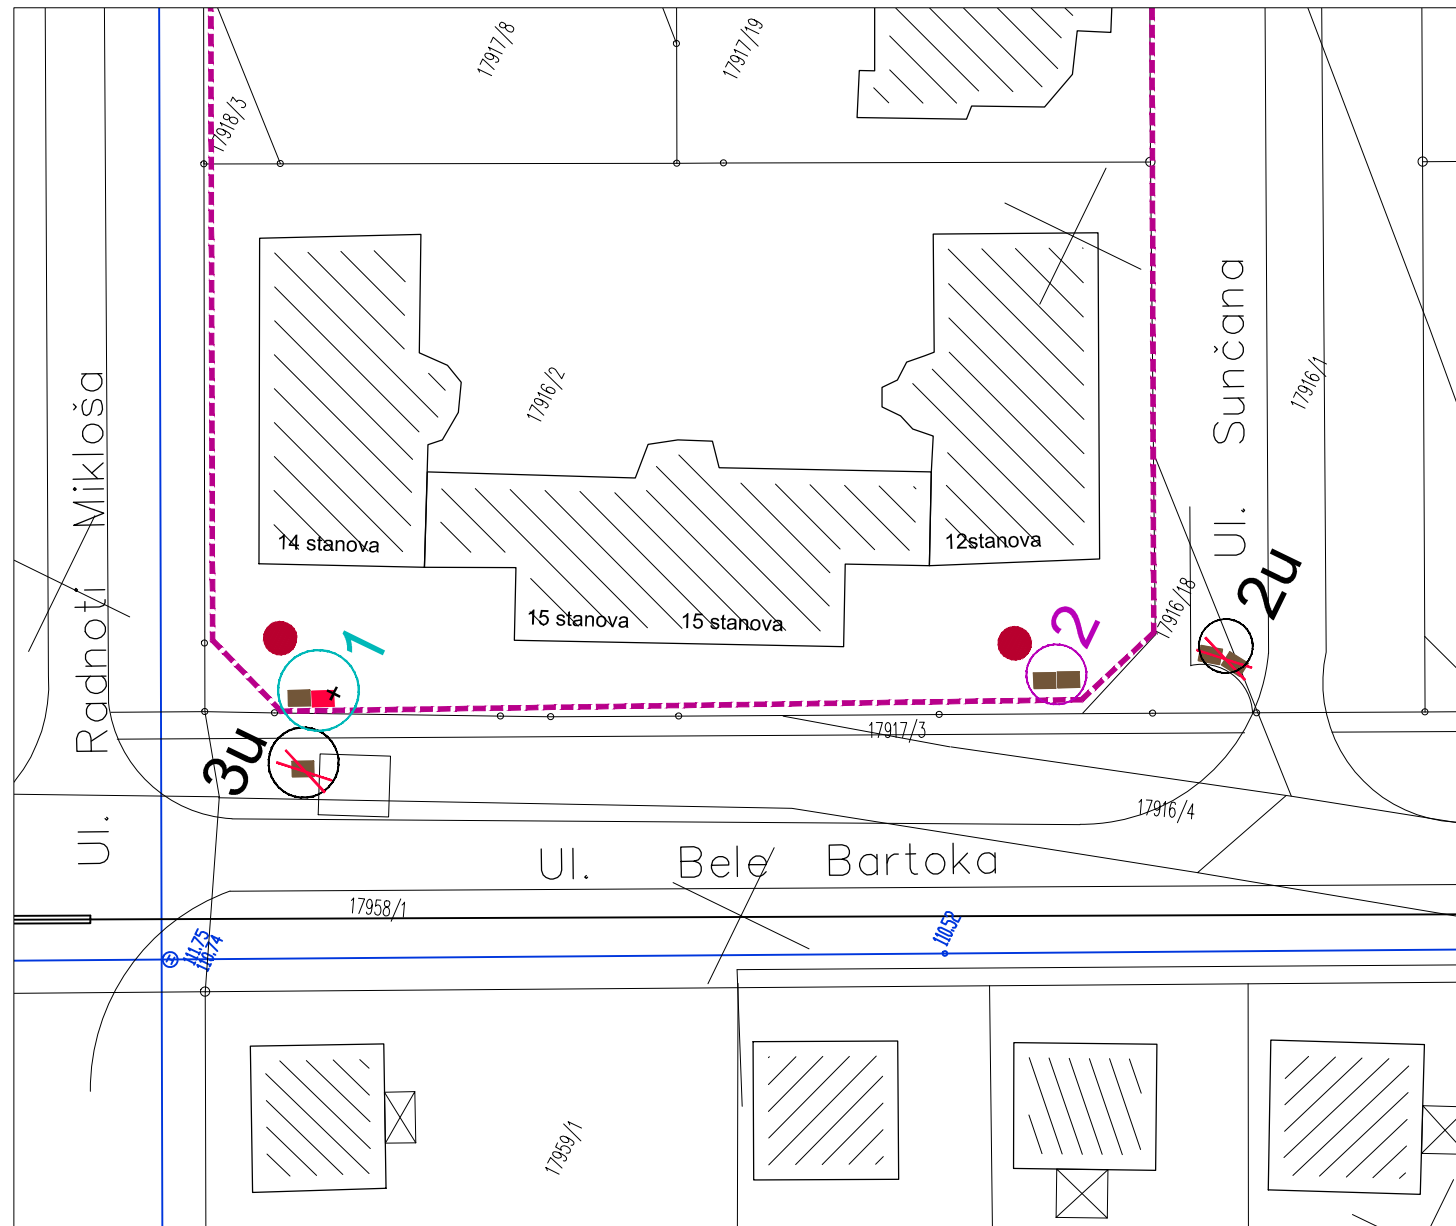 17917/8
17917/19
17918/3
17916/2
17916/1
Ul. Radnoti Mikloša
Ul. Sunčana
14 stanova
12stanova
15 stanova
15 stanova
1
2
2u
3u
17916/18
17917/3
17916/4
Ul. Bele Bartoka
17958/1
111.75
110.74
110.52
17959/1